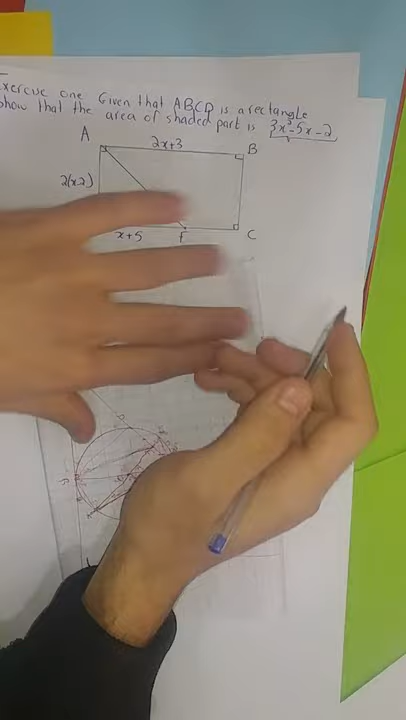 Exercise one Given that ABCD is a rectangle
show that the area of shaded part is 3x²-5x-2
A
2x+3
B
2(x-2)
x+5
F
C